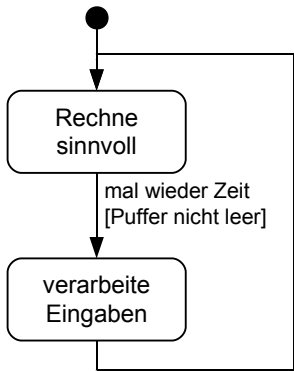 Rechne
sinnvoll
mal wieder Zeit
[Puffer nicht leer]
verarbeite
Eingaben